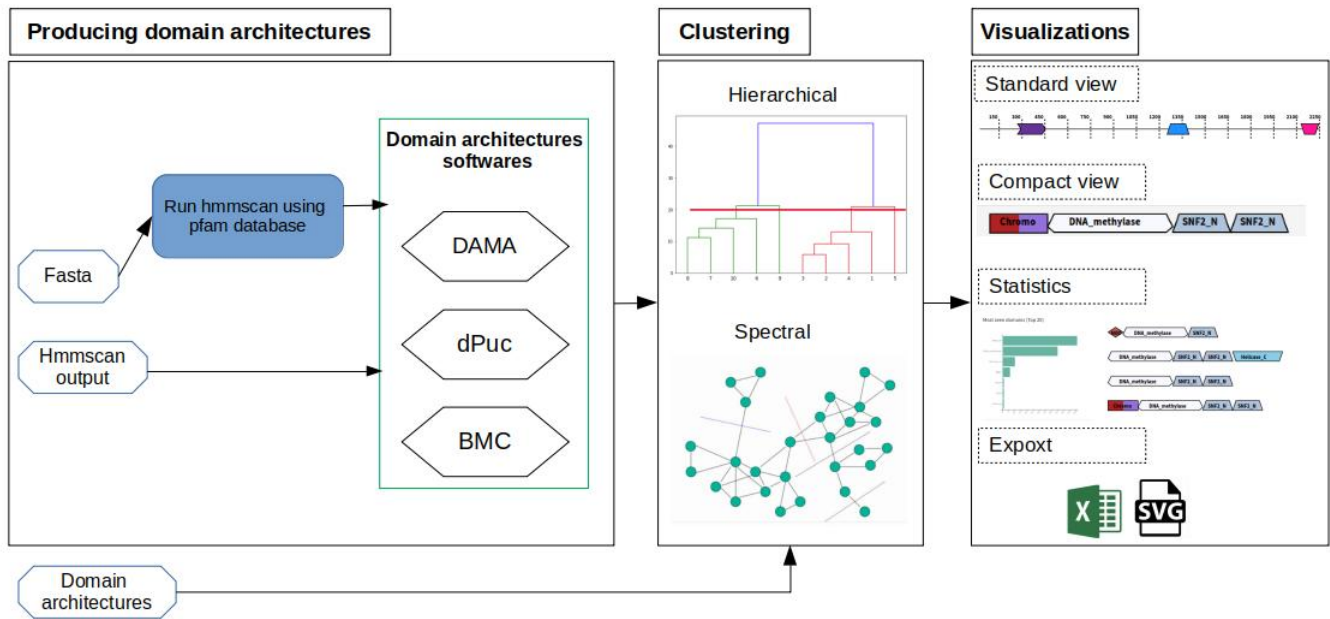 Producing domain architectures
Clustering
Visualizations
Domain architectures
softwares
Run hmmscan using
pfam database
Fasta
Hmmscan
output
DAMA
dPuc
BMC
Domain
architectures
Hierarchical
Spectral
Standard view
Compact view
Chromo DNA_methylase SNF2_N SNF2_N
Statistics
DNA_methylase SNF2_N
DNA_methylase SNF2_N SNF2_N Helicase_C
DNA_methylase SNF2_N SNF2_N
Chromo DNA_methylase SNF2_N SNF2_N
Expoxt
X
SVG